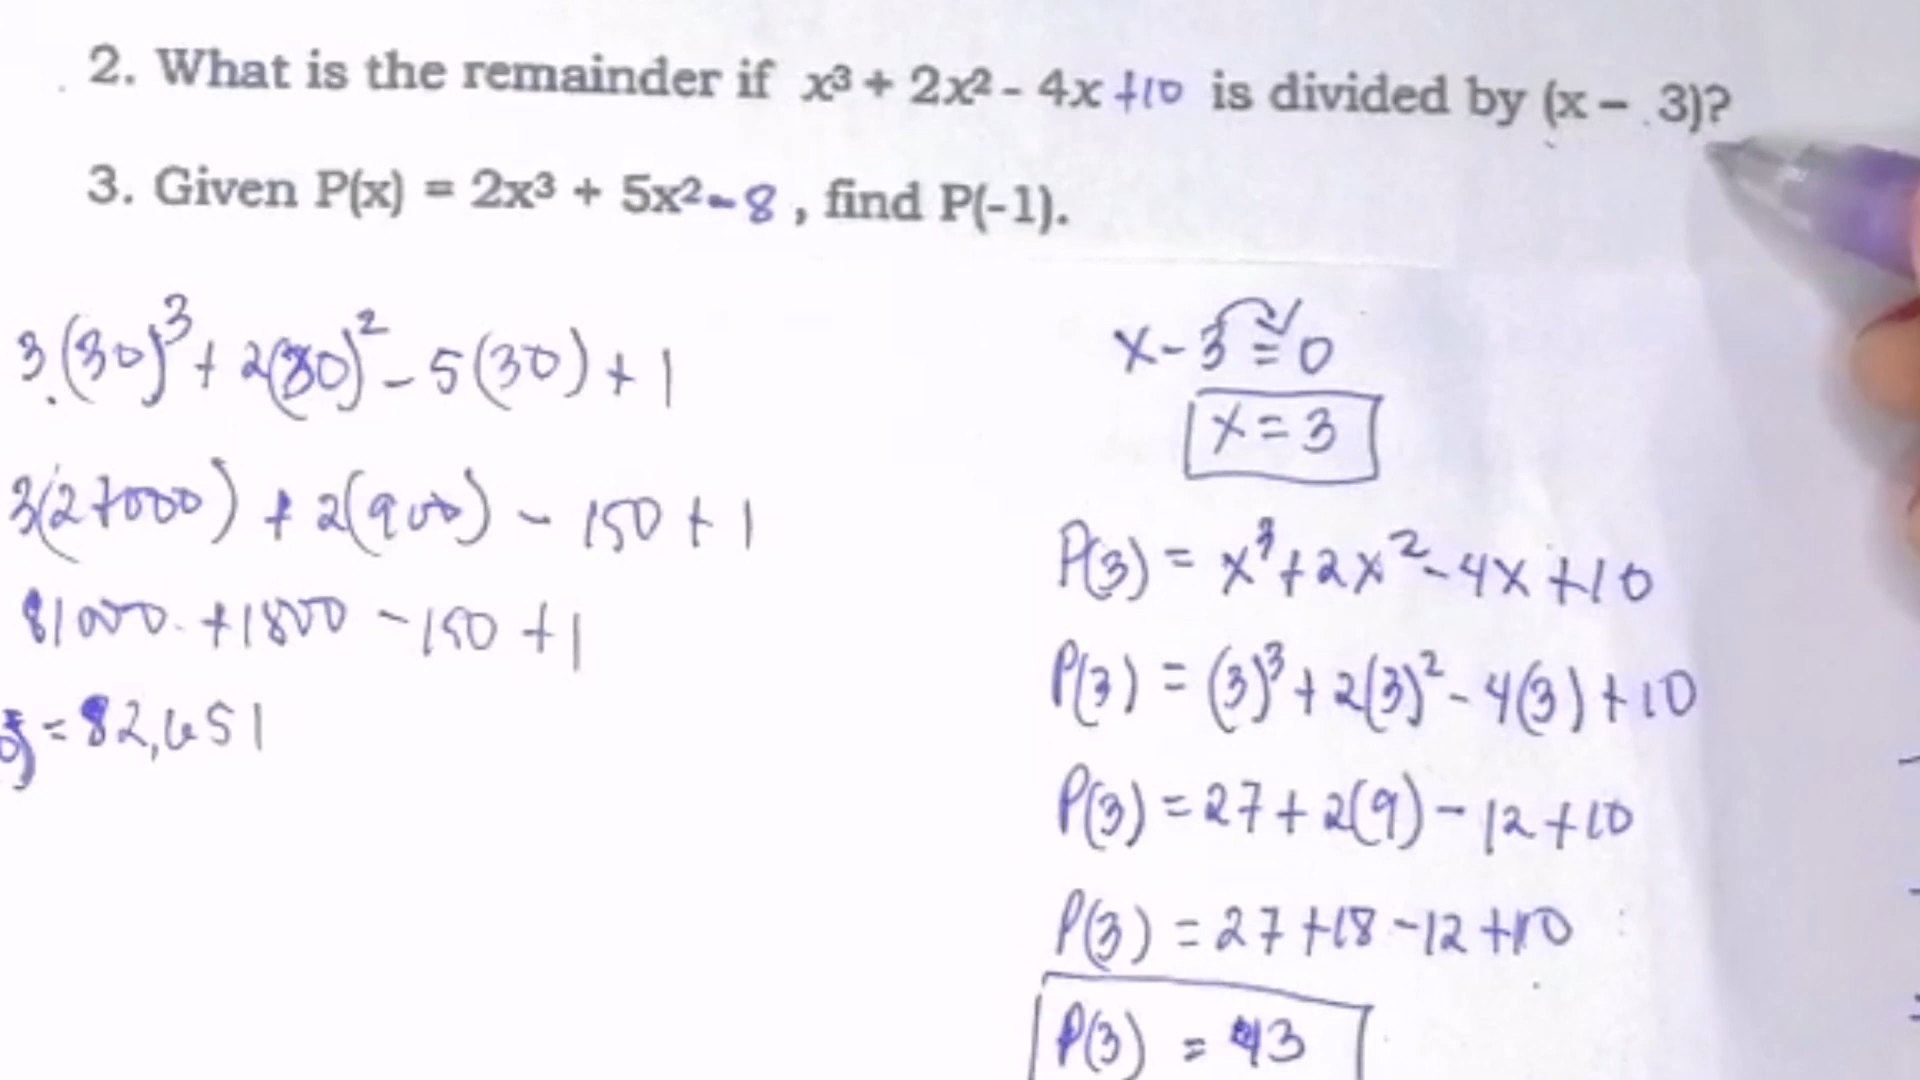 2. What is the remainder if x³ + 2x² - 4x +10 is divided by (x - 3)?
3. Given P(x) = 2x³ + 5x² - 8, find P(-1).
3(30)³ + 2(30)² - 5(30) + 1
3(27000) + 2(900) - 150 + 1
81000 + 1800 - 150 + 1
= 82,651
x - 3 = 0
x = 3
P(3) = x³ + 2x² - 4x + 10
P(3) = (3)³ + 2(3)² - 4(3) + 10
P(3) = 27 + 2(9) - 12 + 10
P(3) = 27 + 18 - 12 + 10
P(3) = 43